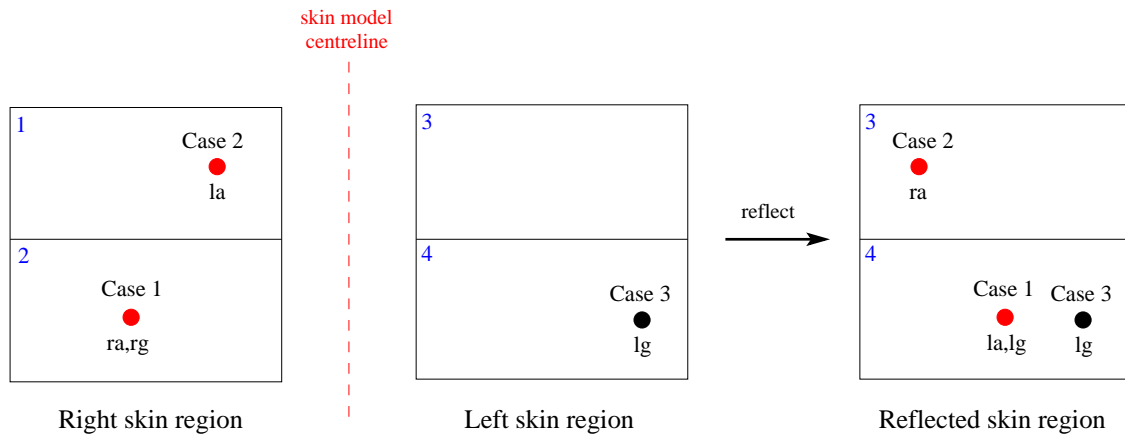 skin model
centreline
1
Case 2
la
2
Case 1
ra,rg
Right skin region
3
4
Case 3
lg
Left skin region
reflect
3
Case 2
ra
4
Case 1
la,lg
Case 3
lg
Reflected skin region